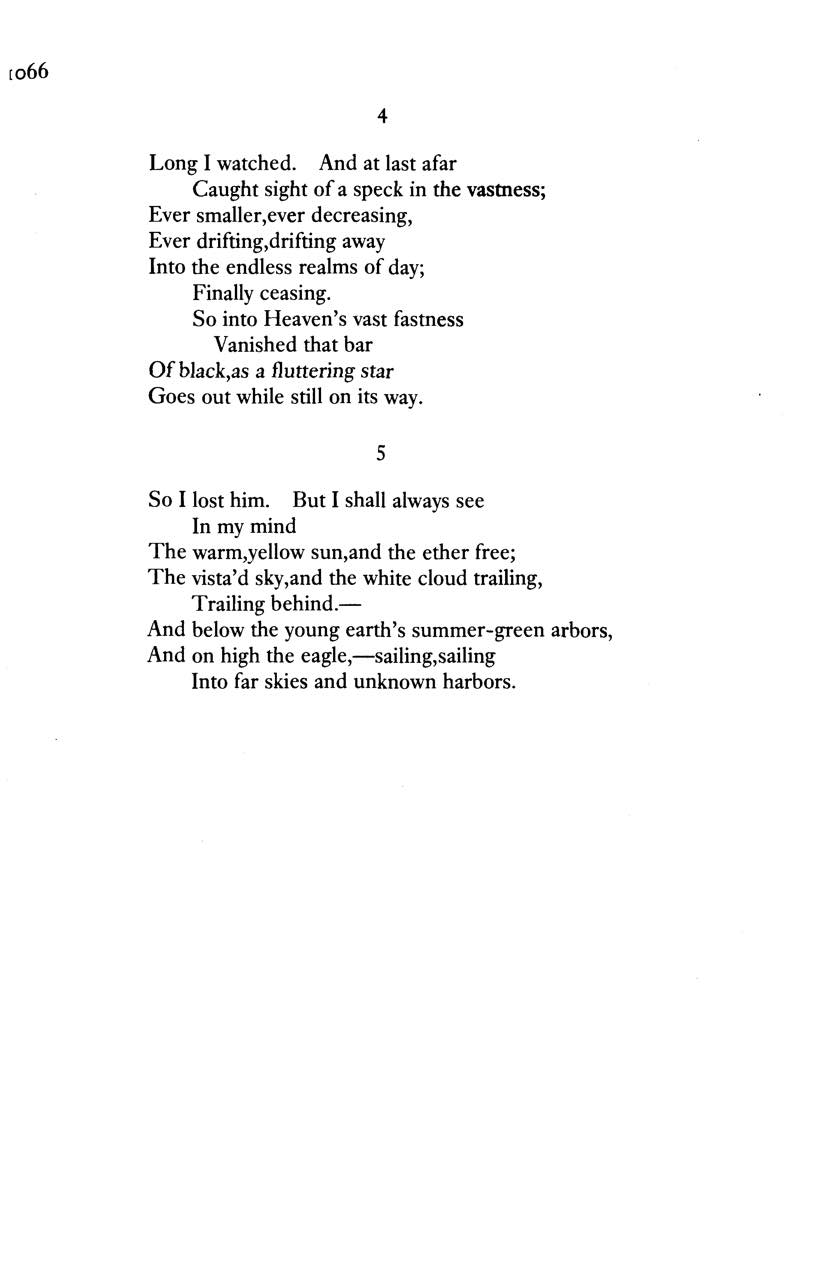 1066
4
Long I watched. And at last afar
Caught sight of a speck in the vastness;
Ever smaller,ever decreasing,
Ever drifting,drifting away
Into the endless realms of day;
Finally ceasing.
So into Heaven's vast fastness
Vanished that bar
Of black,as a fluttering star
Goes out while still on its way.
5
So I lost him. But I shall always see
In my mind
The warm,yellow sun,and the ether free;
The vista'd sky,and the white cloud trailing,
Trailing behind.—
And below the young earth's summer-green arbors,
And on high the eagle,—sailing,sailing
Into far skies and unknown harbors.